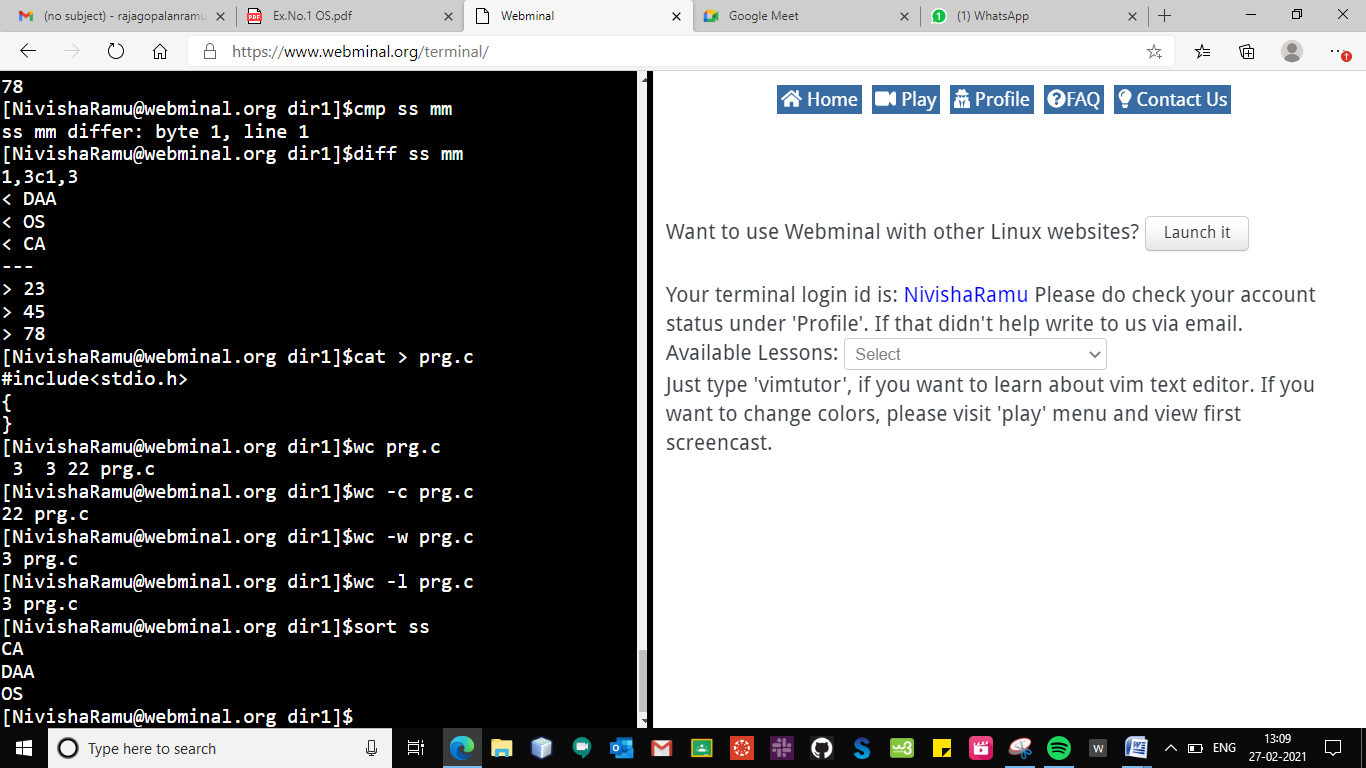 (no subject) - rajagopalanramu
Ex.No.1 OS.pdf
Webminal
Google Meet
(1) WhatsApp
https://www.webminal.org/terminal/
78
[NivishaRamu@webminal.org dir1]$cmp ss mm
ss mm differ: byte 1, line 1
[NivishaRamu@webminal.org dir1]$diff ss mm
1,3c1,3
< DAA
< OS
< CA
---
> 23
> 45
> 78
[NivishaRamu@webminal.org dir1]$cat > prg.c
#include<stdio.h>
{
}
[NivishaRamu@webminal.org dir1]$wc prg.c
 3  3 22 prg.c
[NivishaRamu@webminal.org dir1]$wc -c prg.c
22 prg.c
[NivishaRamu@webminal.org dir1]$wc -w prg.c
3 prg.c
[NivishaRamu@webminal.org dir1]$wc -l prg.c
3 prg.c
[NivishaRamu@webminal.org dir1]$sort ss
CA
DAA
OS
[NivishaRamu@webminal.org dir1]$
Home Play Profile FAQ Contact Us
Want to use Webminal with other Linux websites? Launch it
Your terminal login id is: NivishaRamu Please do check your account
status under 'Profile'. If that didn't help write to us via email.
Available Lessons: Select
Just type 'vimtutor', if you want to learn about vim text editor. If you
want to change colors, please visit 'play' menu and view first
screencast.
Type here to search
ENG
13:09
27-02-2021